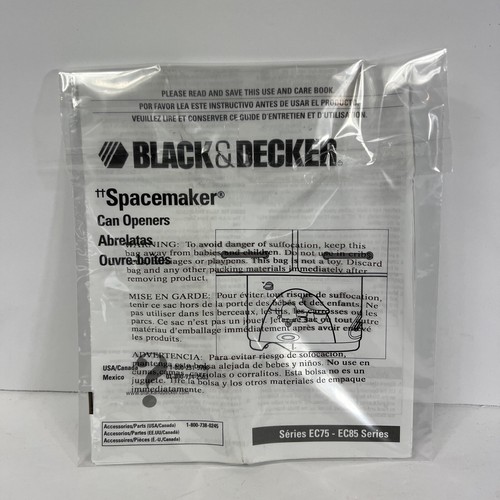 PLEASE READ AND SAVE THIS USE AND CARE BOOK
POR FAVOR LEA ESTE INSTRUCTIVO ANTES DE USAR EL PRODUCTO.
VEUILLEZ LIRE ET CONSERVER CE GUIDE D'ENTRETIEN ET D'UTILISATION.
BLACK&DECKER®
††Spacemaker®
Can Openers
Abrelatas
Ouvre-boîtes
WARNING: To avoid danger of suffocation, keep this
bag away from babies and children. Do not use in cribs,
carriages or playpens. This bag is not a toy. Discard
bag and any other packing materials immediately after
removing product.
MISE EN GARDE: Pour éviter tout risque de suffocation,
tenir ce sac hors de la portée des bébés et des enfants. Ne
pas utiliser dans les berceaux, les lits, les carrosses et les
parcs. Ce sac n'est pas un jouet. Jeter ce sac ou tout autre
matériau d'emballage immédiatement après avoir enlevé
les produits.
ADVERTENCIA: Para evitar riesgo de sofocación,
mantenga esta bolsa alejada de bebés y niños. No use en
cunas, camas, carriolas o corralitos. Esta bolsa no es un
juguete. Tire la bolsa y los otros materiales de empaque
inmediatamente.
USA/Canada
Mexico
?
Accessories/Parts (USA/Canada) 1-800-738-0245
Accesorios/Partes (EE.UU/Canadá)
Accessoires/Pièces (É.-U./Canada)
Séries EC75 - EC85 Series